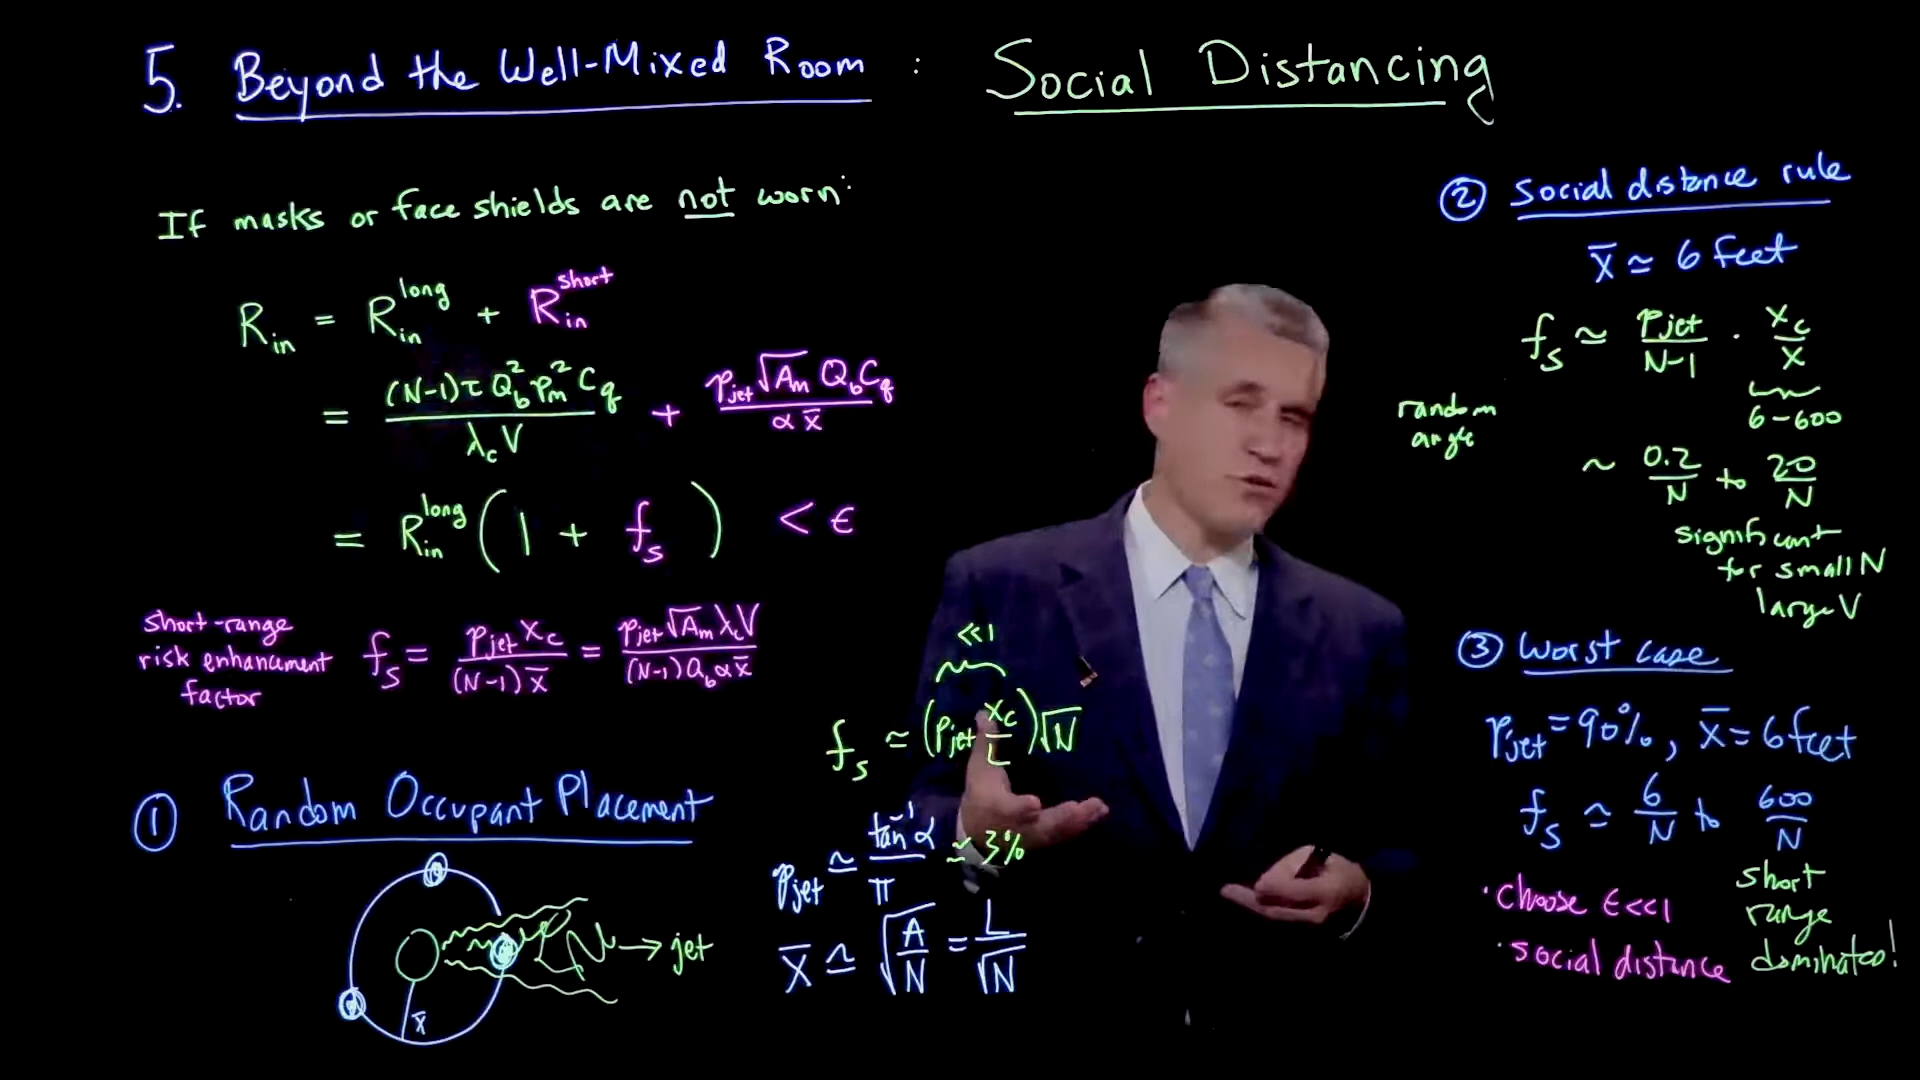 5. Beyond the Well-Mixed Room : Social Distancing
If masks or face shields are not worn:
R_in = R_in^long + R_in^short
= (N-1)τ Q_b^2 p_m^2 C_q / λ_c V + p_jet √A_m Q_b C_q / α x̄
= R_in^long ( 1 + f_s ) < ϵ
short-range
risk enhancement
factor
f_s = p_jet x_c / (N-1) x̄ = p_jet √A_m λ_c V / (N-1) Q_b α x̄
① Random Occupant Placement
x̄
→ jet
<<1
f_s ≃ (p_jet x_c / L) √N
p_jet ≃ tan^-1 α / π ≃ 3%
x̄ ≃ √(A/N) = L / √N
② Social distance rule
x̄ ≃ 6 feet
f_s ≃ p_jet / N-1 · x_c / x
6-600
random
angle
~ 0.2 / N to 20 / N
significant
for small N
large V
③ Worst case
p_jet = 90%, x̄ = 6 feet
f_s ≃ 6 / N to 600 / N
short
range
dominates!
· choose ϵ<<1
· social distance